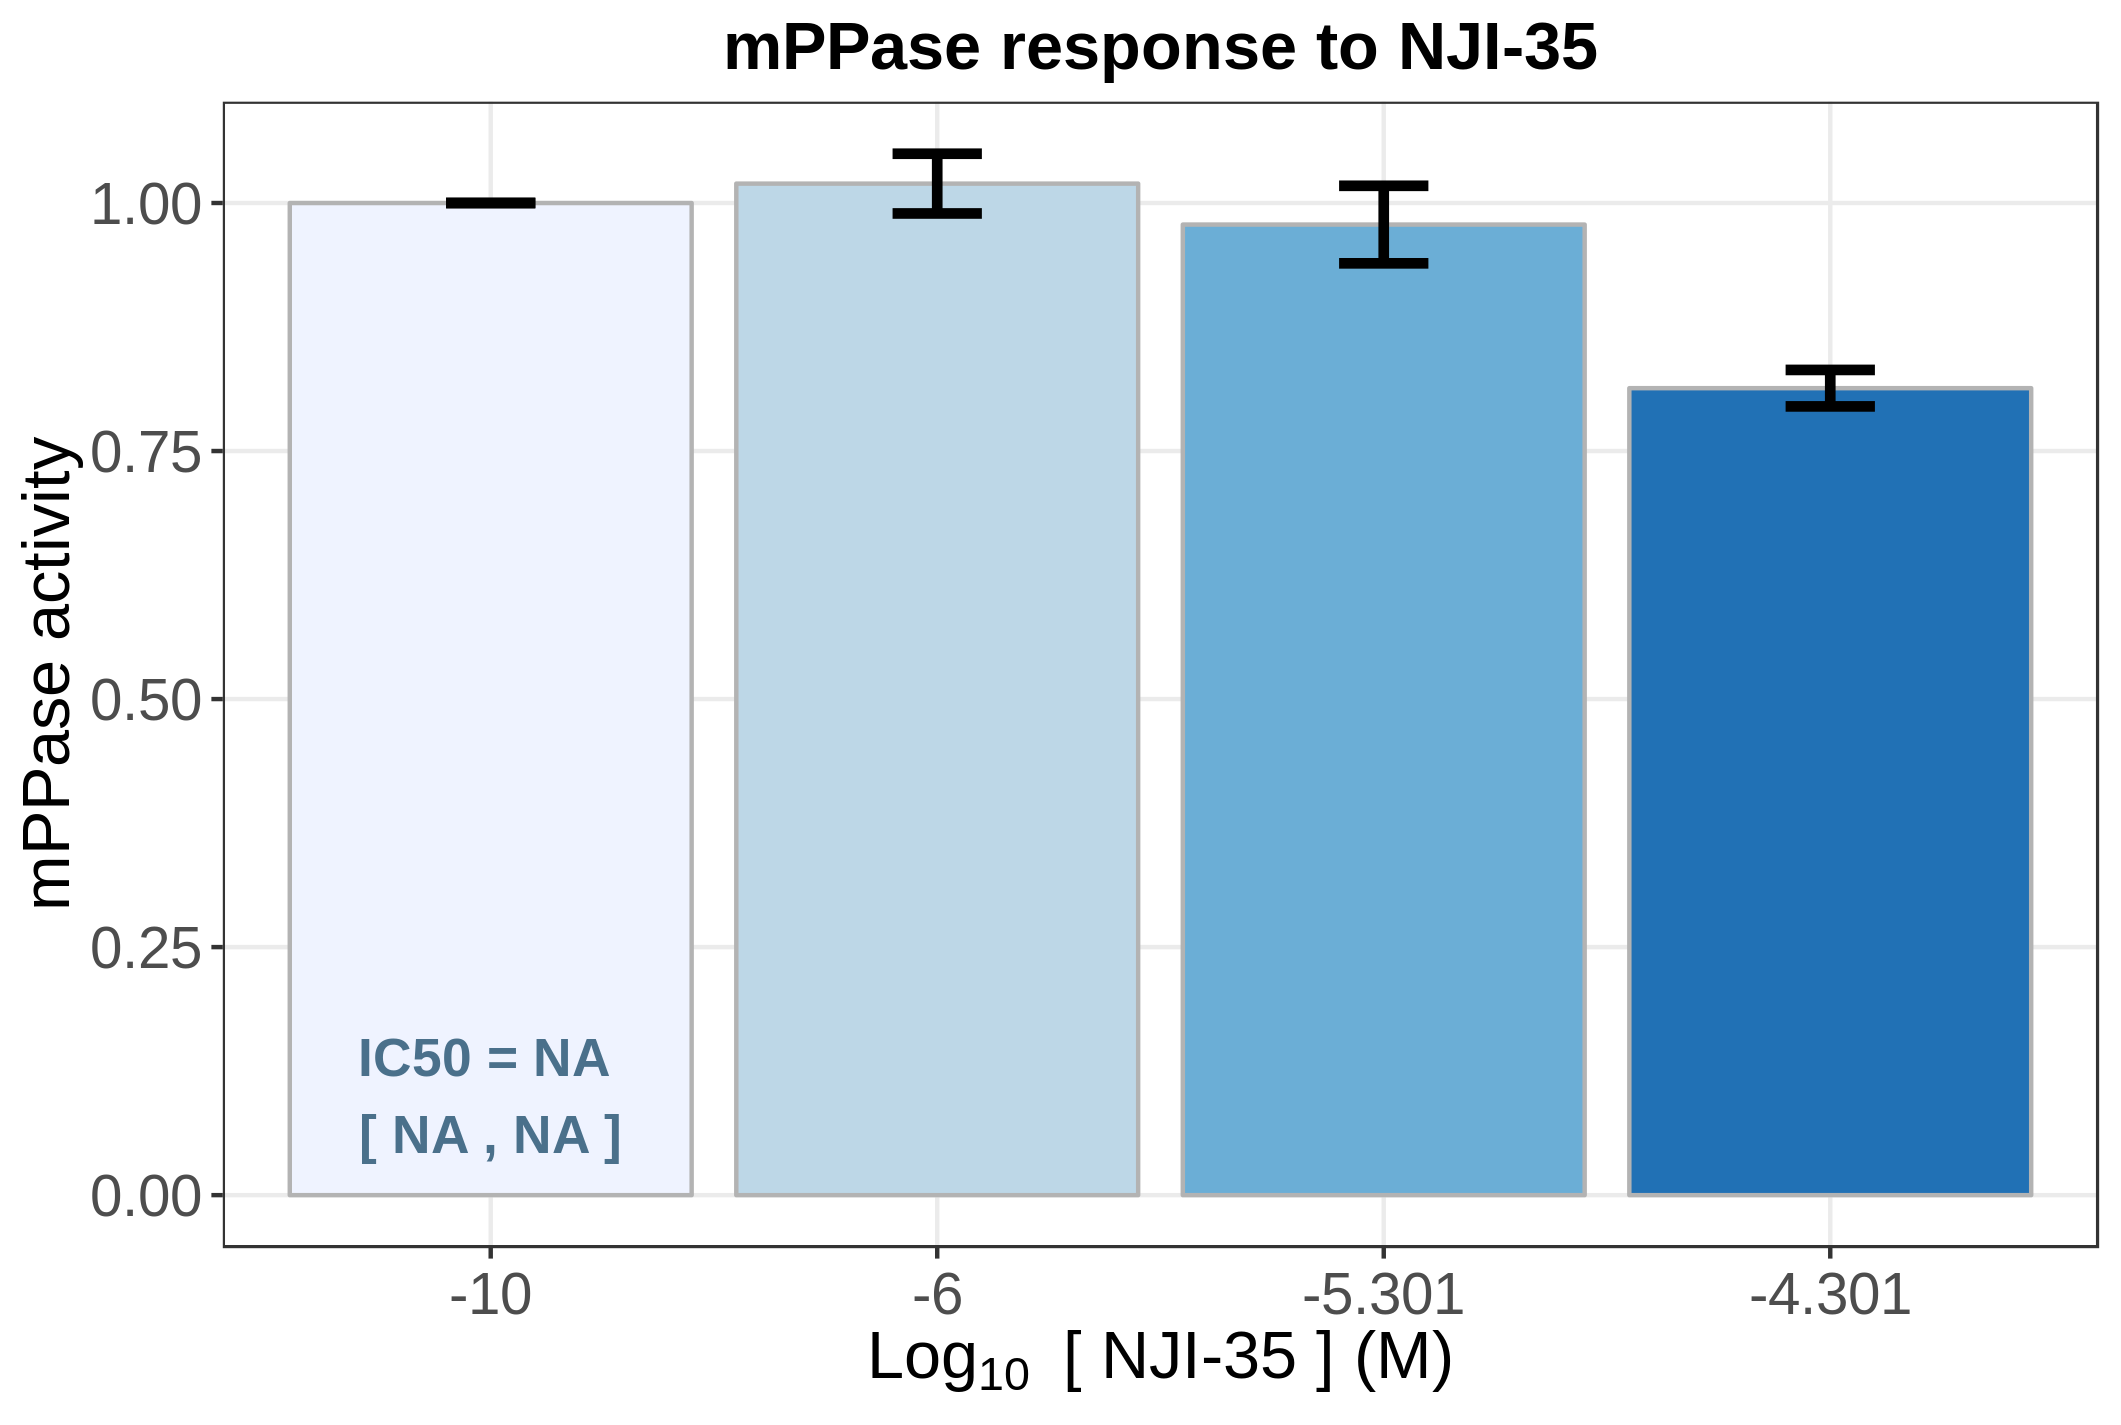 mPPase response to NJI-35
mPPase activity
1.00
0.75
0.50
0.25
0.00
IC50 = NA
[ NA , NA ]
-10
-6
-5.301
-4.301
Log₁₀ [ NJI-35 ] (M)